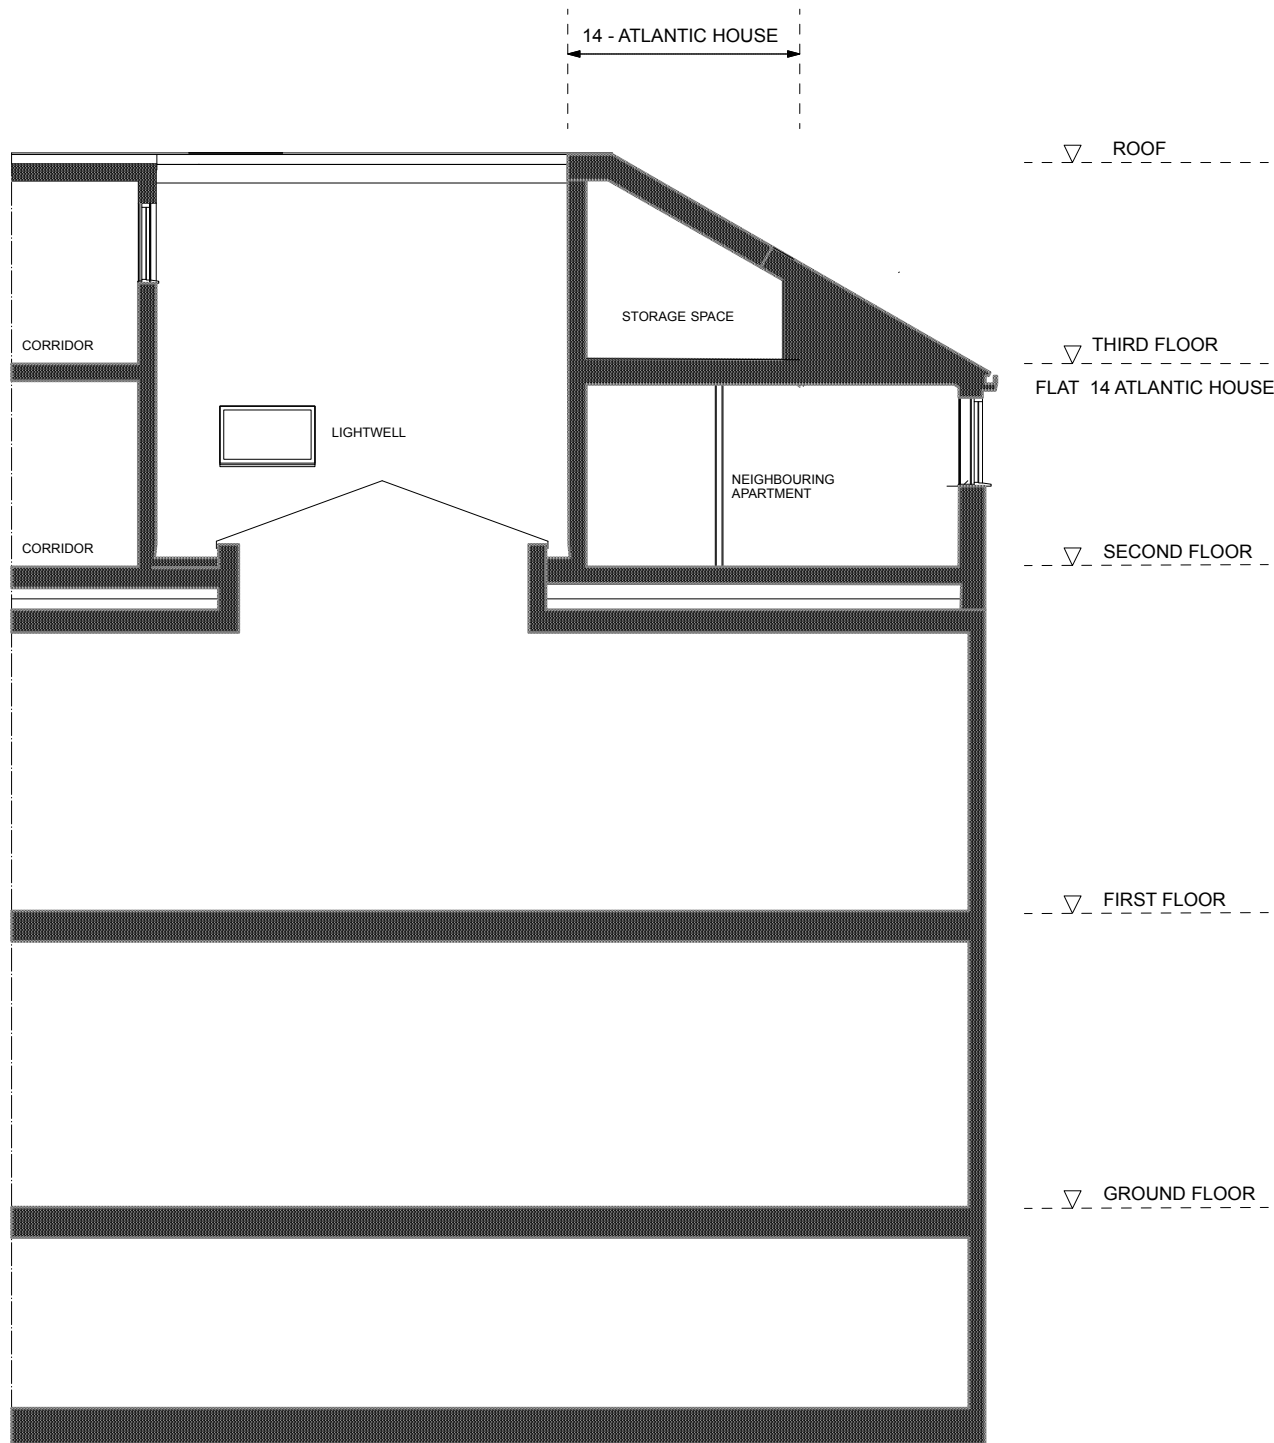 14 - ATLANTIC HOUSE
ROOF
STORAGE SPACE
CORRIDOR
THIRD FLOOR
FLAT 14 ATLANTIC HOUSE
LIGHTWELL
NEIGHBOURING
APARTMENT
CORRIDOR
SECOND FLOOR
FIRST FLOOR
GROUND FLOOR